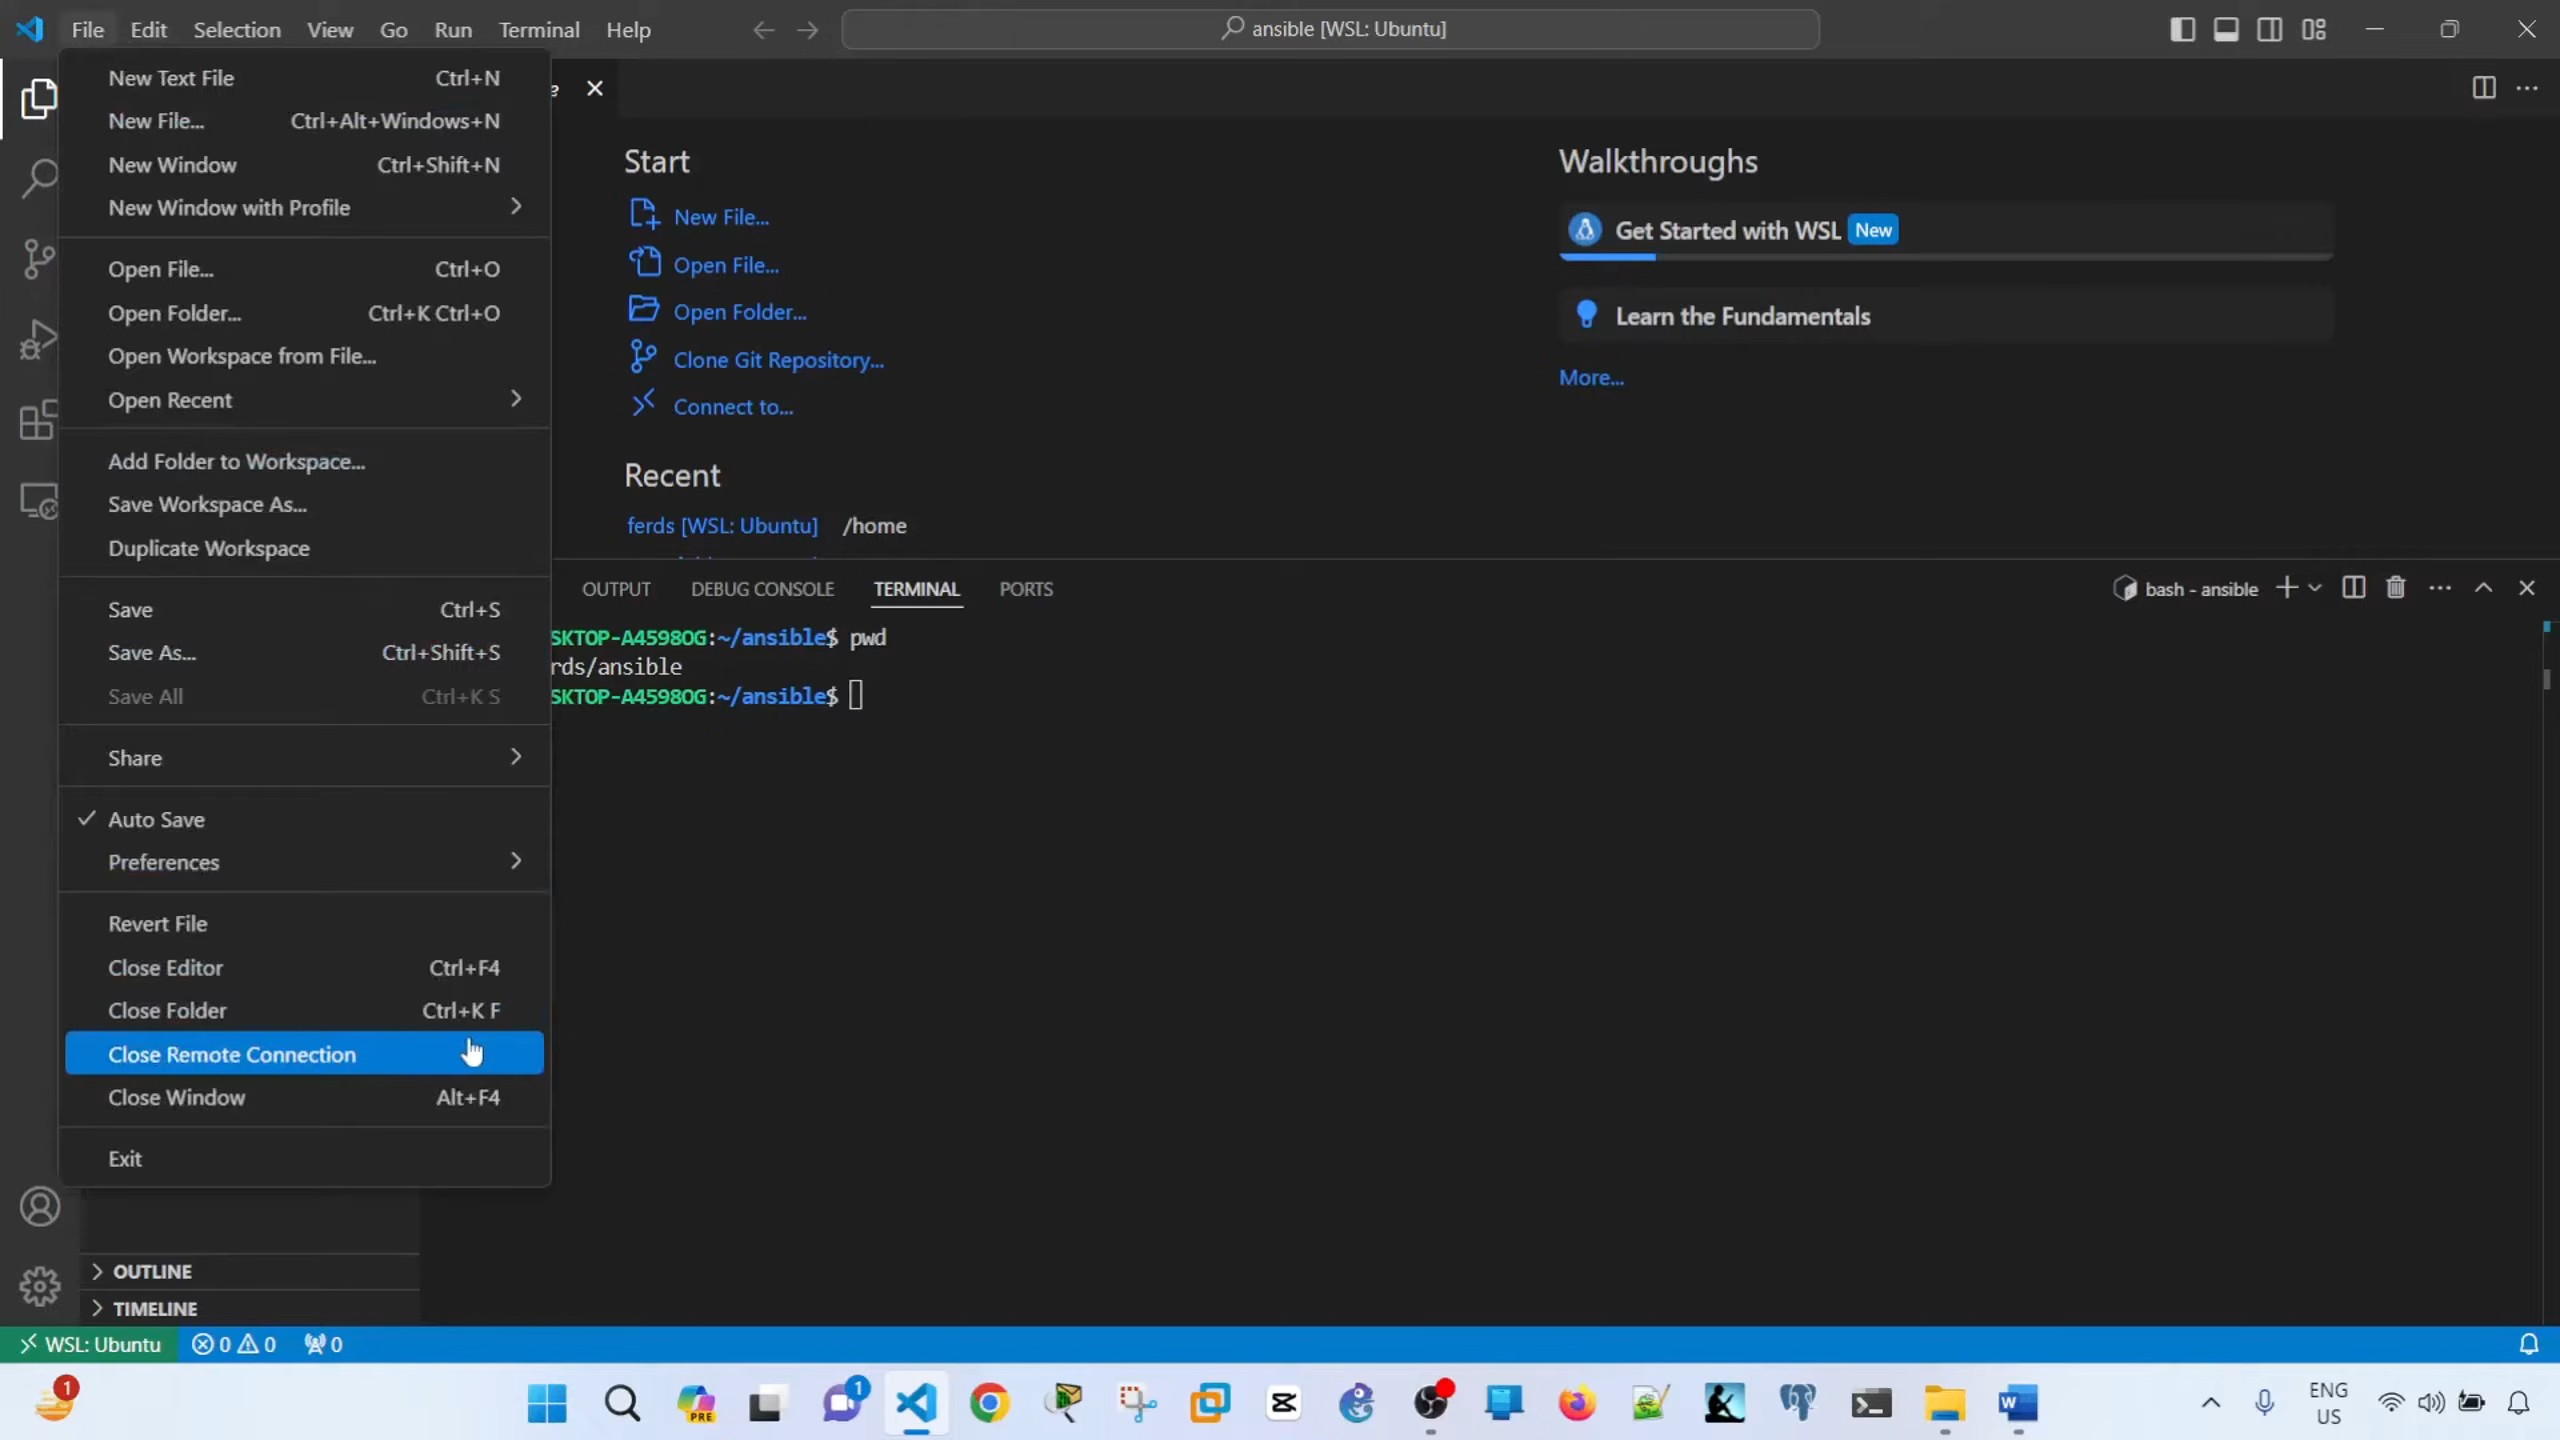 File Edit Selection View Go Run Terminal Help
ansible [WSL: Ubuntu]
New Text File Ctrl+N
New File... Ctrl+Alt+Windows+N
New Window Ctrl+Shift+N
New Window with Profile
Open File... Ctrl+O
Open Folder... Ctrl+K Ctrl+O
Open Workspace from File...
Open Recent
Add Folder to Workspace...
Save Workspace As...
Duplicate Workspace
Save Ctrl+S
Save As... Ctrl+Shift+S
Save All Ctrl+K S
Share
Auto Save
Preferences
Revert File
Close Editor Ctrl+F4
Close Folder Ctrl+K F
Close Remote Connection
Close Window Alt+F4
Exit
Start
New File...
Open File...
Open Folder...
Clone Git Repository...
Connect to...
Recent
ferds [WSL: Ubuntu] /home
Walkthroughs
Get Started with WSL New
Learn the Fundamentals
More...
OUTPUT DEBUG CONSOLE TERMINAL PORTS
bash - ansible
SKTOP-A4598OG:~/ansible$ pwd
rds/ansible
SKTOP-A4598OG:~/ansible$
OUTLINE
TIMELINE
WSL: Ubuntu 0 0 0
1
PRE
1
ENG
US